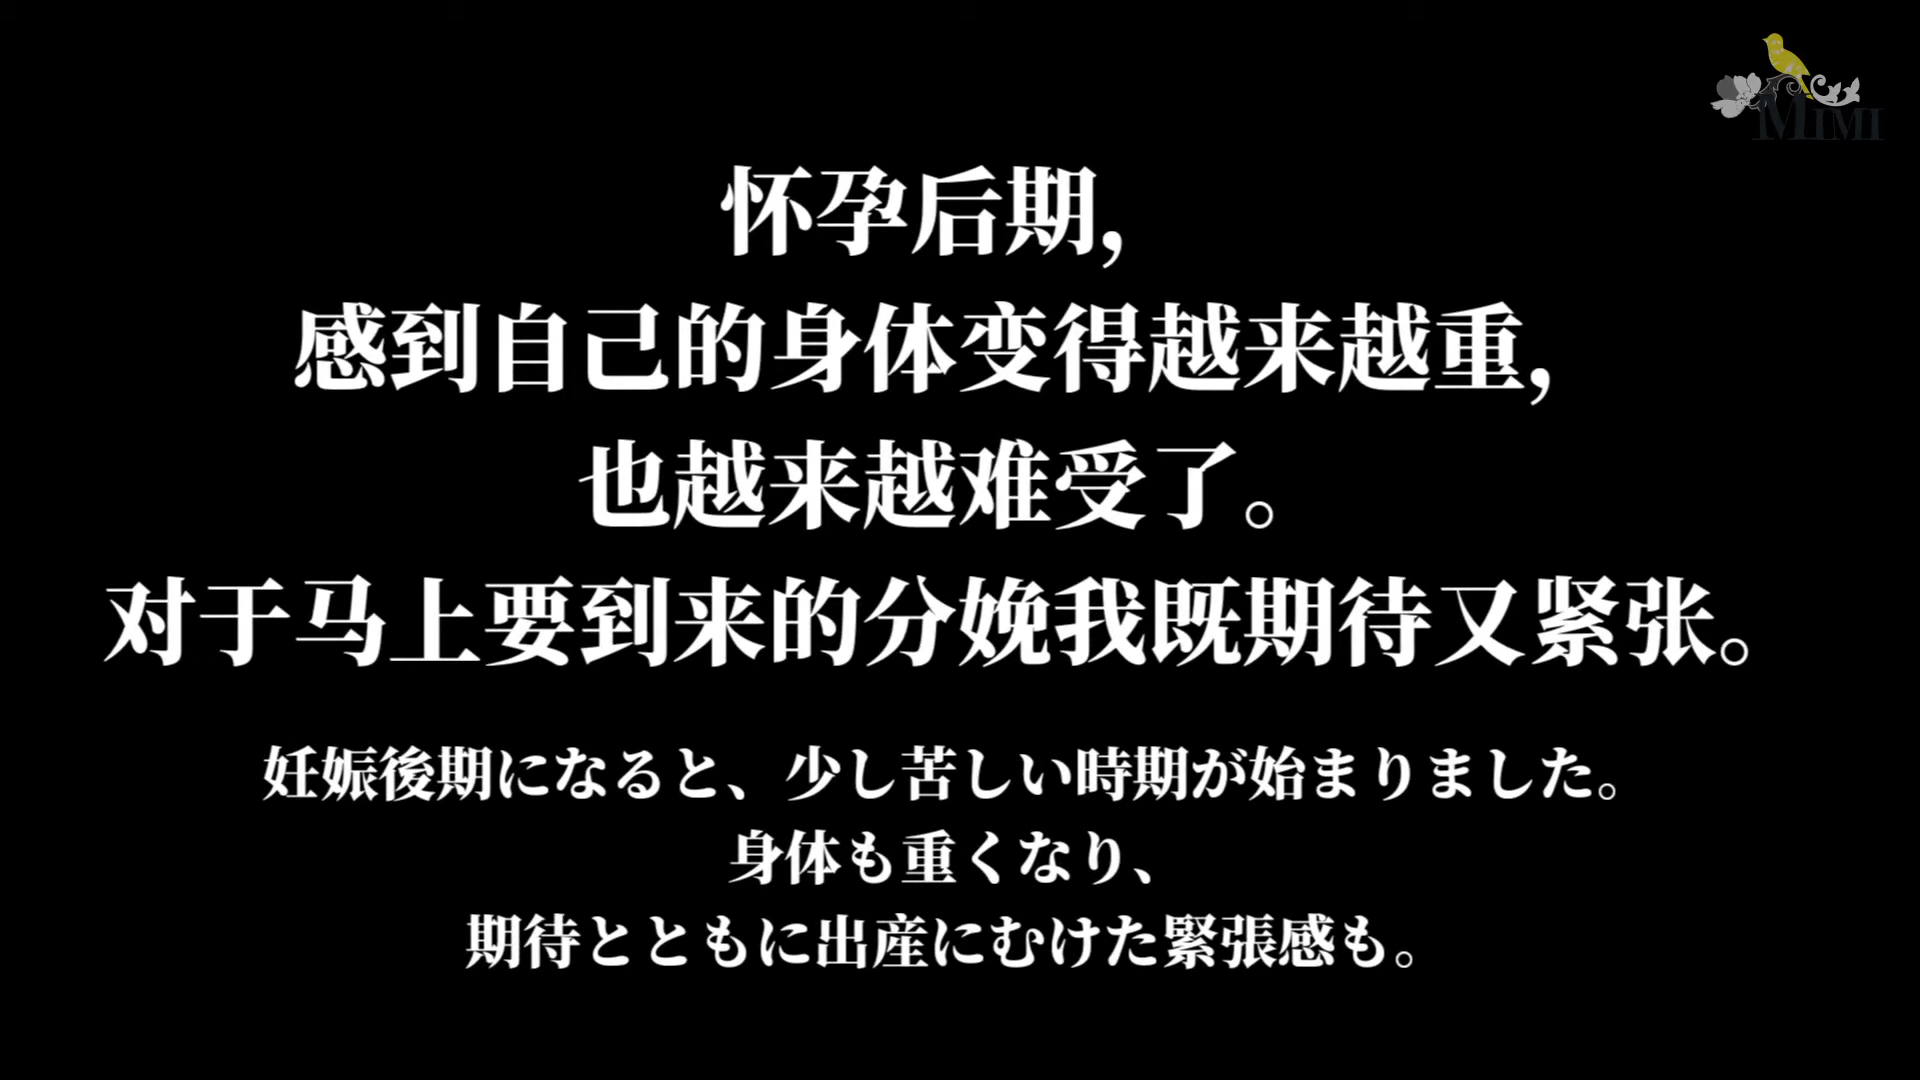 MIMI
怀孕后期,
感到自己的身体变得越来越重,
也越来越难受了。
对于马上要到来的分娩我既期待又紧张。
妊娠後期になると、少し苦しい時期が始まりました。
身体も重くなり、
期待とともに出産にむけた緊張感も。